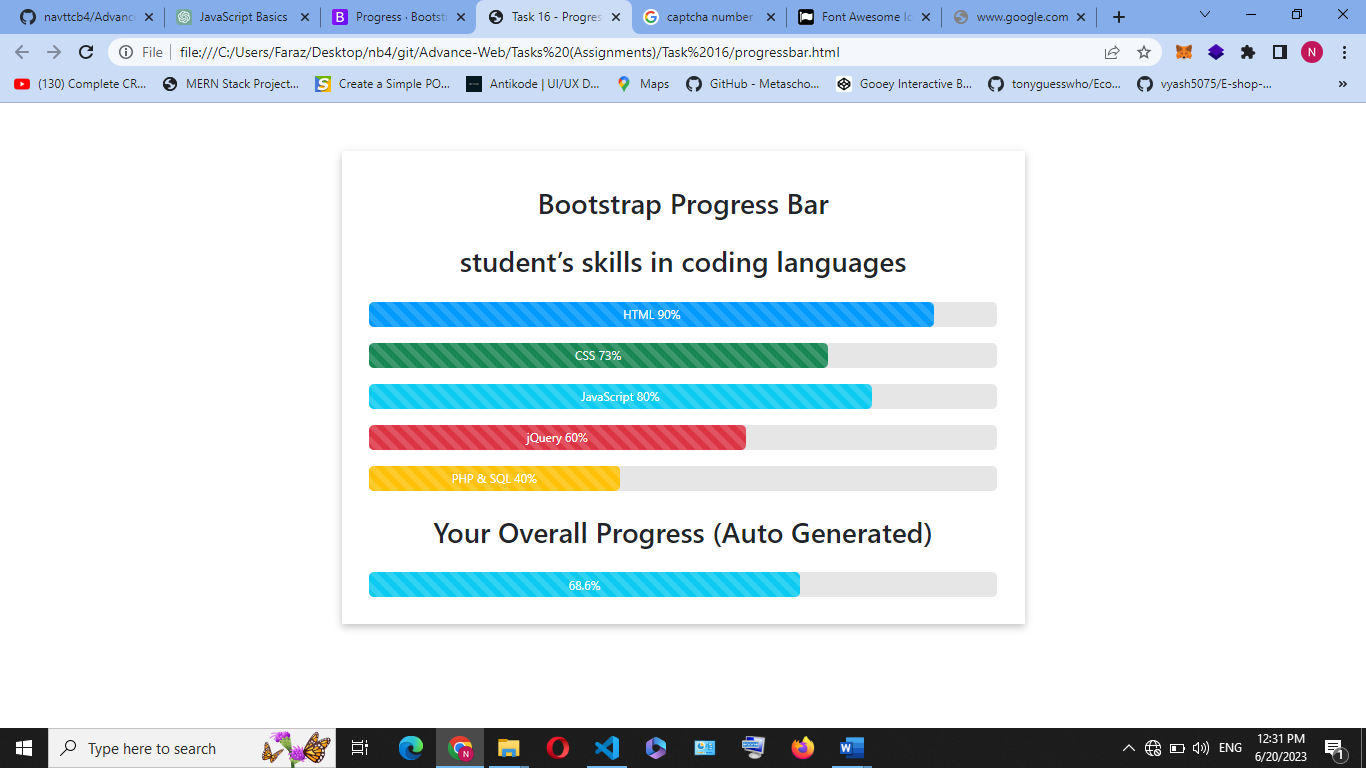 navttcb4/Advanc
JavaScript Basics
Progress · Bootst
Task 16 - Progres
captcha number
Font Awesome Ic
www.google.com
File
file:///C:/Users/Faraz/Desktop/nb4/git/Advance-Web/Tasks%20(Assignments)/Task%2016/progressbar.html
N
(130) Complete CR...
MERN Stack Project...
Create a Simple PO...
Antikode | UI/UX D...
Maps
GitHub - Metascho...
Gooey Interactive B...
tonyguesswho/Eco...
vyash5075/E-shop-...
»
Bootstrap Progress Bar
student’s skills in coding languages
HTML 90%
CSS 73%
JavaScript 80%
jQuery 60%
PHP & SQL 40%
Your Overall Progress (Auto Generated)
68.6%
Type here to search
N
ENG
12:31 PM
6/20/2023
1